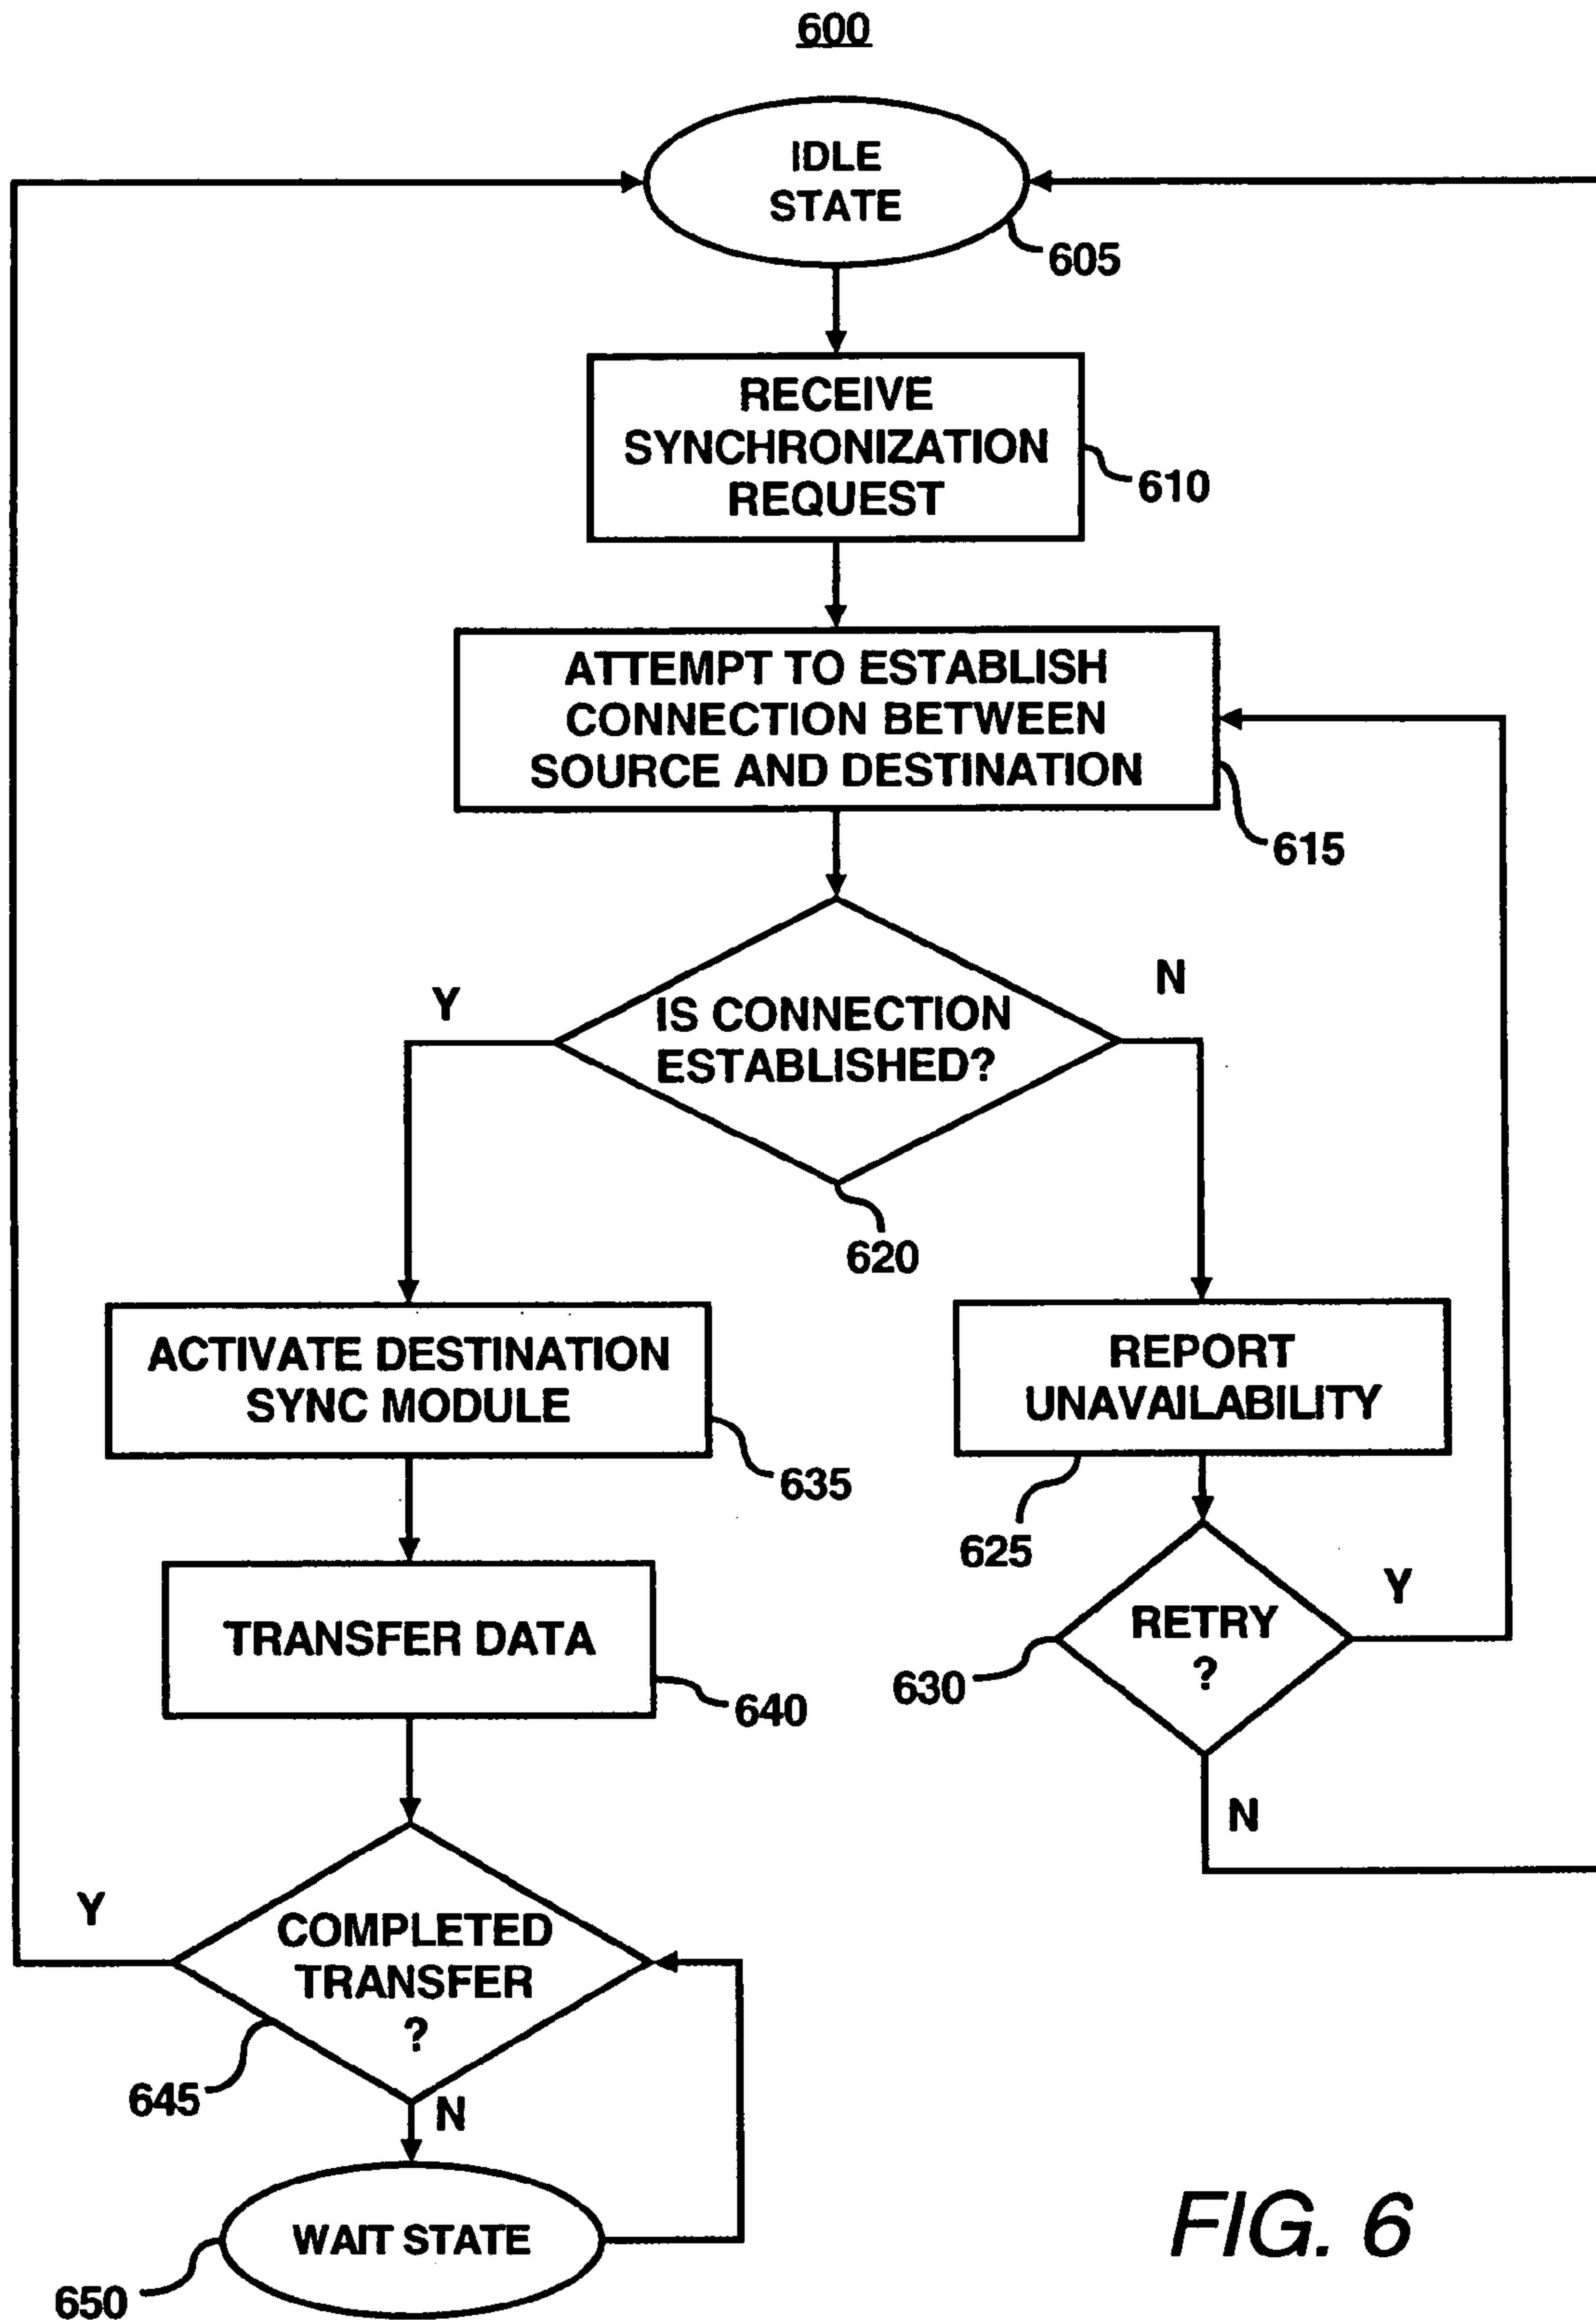 600
IDLE
STATE
605
RECEIVE
SYNCHRONIZATION
REQUEST
610
ATTEMPT TO ESTABLISH
CONNECTION BETWEEN
SOURCE AND DESTINATION
615
Y
N
IS CONNECTION
ESTABLISHED?
620
ACTIVATE DESTINATION
SYNC MODULE
635
REPORT
UNAVAILABILITY
625
TRANSFER DATA
640
RETRY
?
Y
630
N
Y
COMPLETED
TRANSFER
?
645
N
WAIT STATE
650
FIG. 6